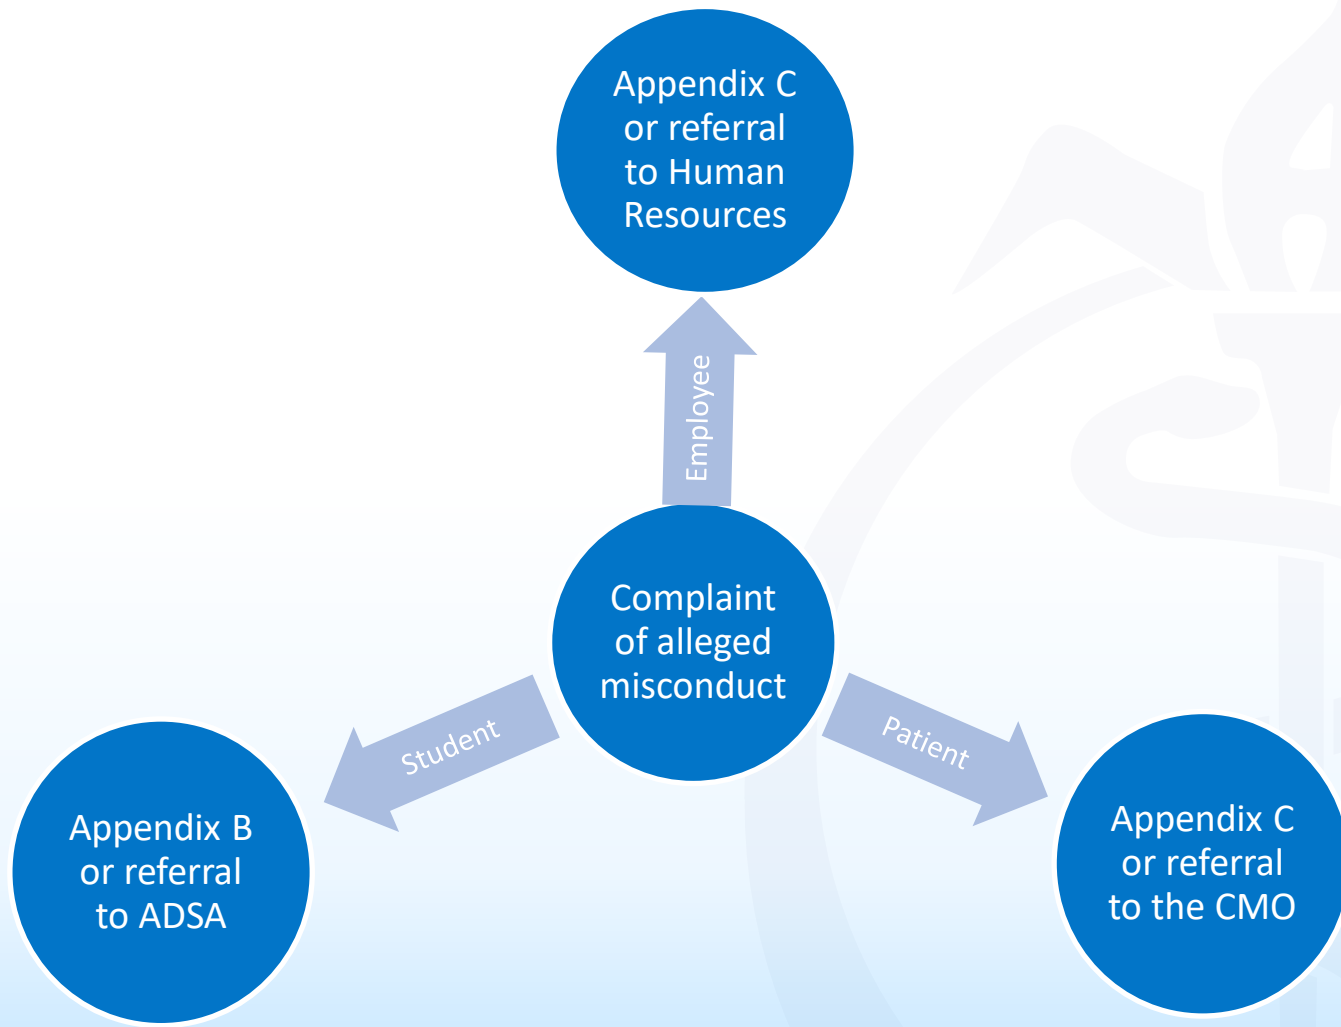 Appendix C
or referral
to Human
Resources
Employee
Complaint
of alleged
misconduct
Student
Patient
Appendix B
or referral
to ADSA
Appendix C
or referral
to the CMO